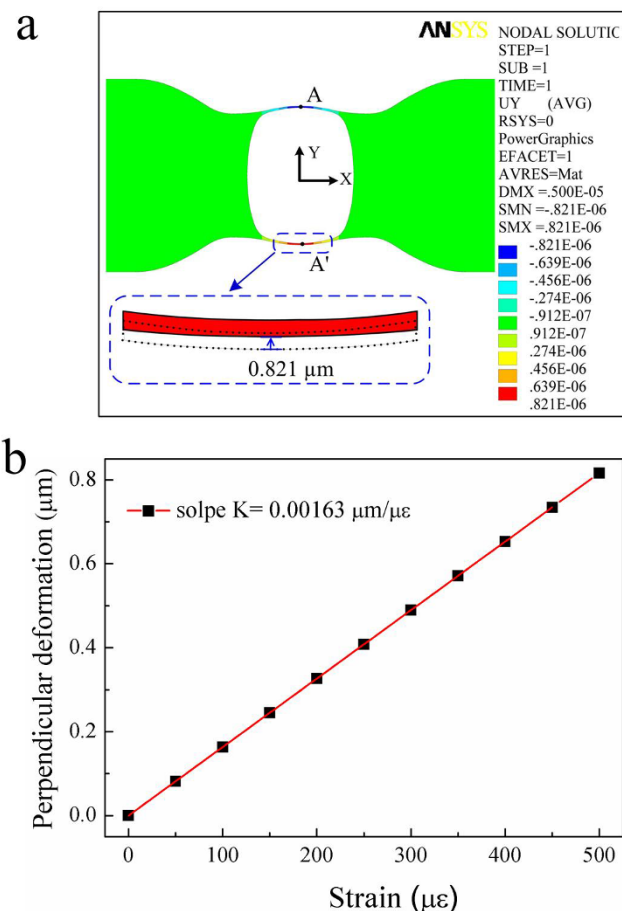 a
ANSYS
NODAL SOLUTIO
STEP=1
SUB =1
TIME=1
UY (AVG)
RSYS=0
PowerGraphics
EFACET=1
AVRES=Mat
DMX =.500E-05
SMN =-.821E-06
SMX =.821E-06
-.821E-06
-.639E-06
-.456E-06
-.274E-06
-.912E-07
.912E-07
.274E-06
.456E-06
.639E-06
.821E-06
A
Y
X
A'
0.821 μm
b
Perpendicular deformation (μm)
0.8
0.6
0.4
0.2
0.0
solpe K= 0.00163 μm/με
0 100 200 300 400 500
Strain (με)